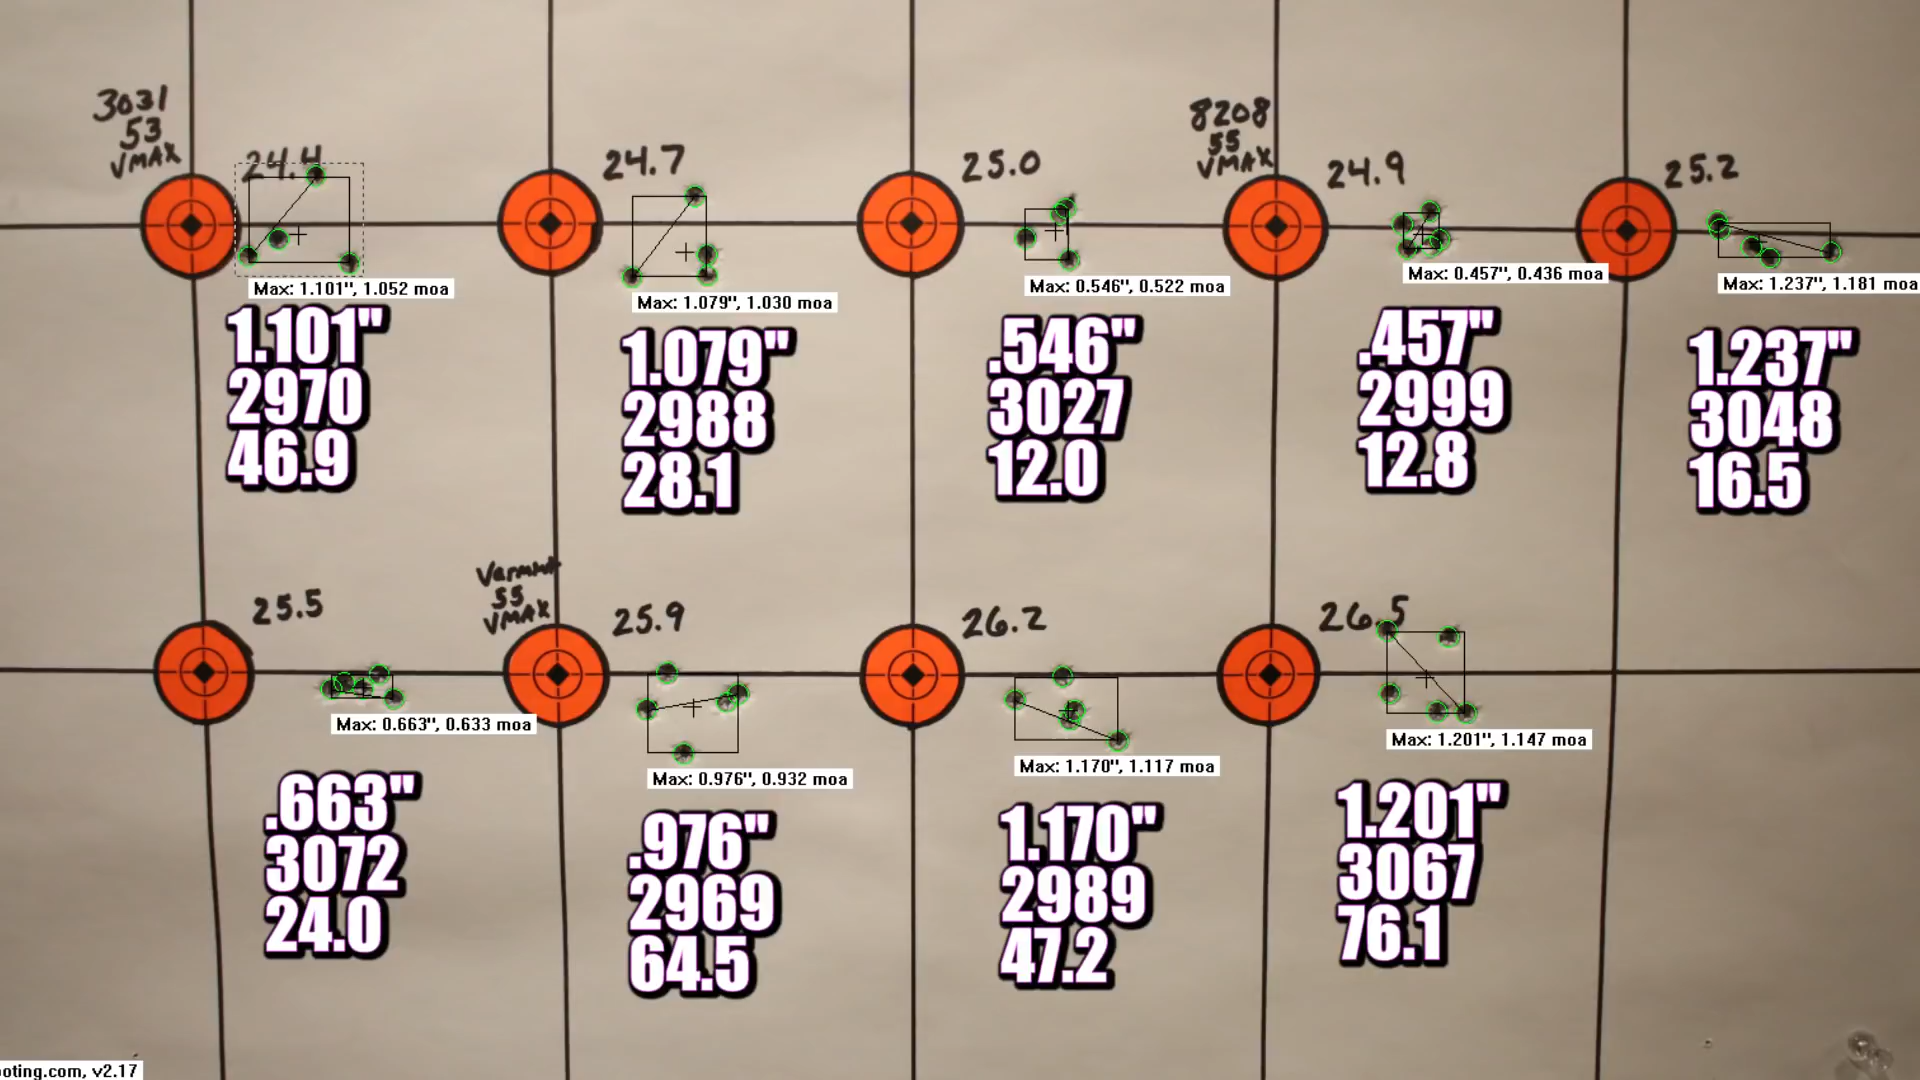 3031
53
VMAX
24.4
24.7
25.0
8208
55
VMAX
24.9
25.2
Max: 1.101", 1.052 moa
Max: 1.079", 1.030 moa
Max: 0.546", 0.522 moa
Max: 0.457", 0.436 moa
Max: 1.237", 1.181 moa
1.101"
2970
46.9
1.079"
2988
28.1
.546"
3027
12.0
.457"
2999
12.8
1.237"
3048
16.5
25.5
Varmint
55
VMAX
25.9
26.2
26.5
Max: 0.663", 0.633 moa
Max: 0.976", 0.932 moa
Max: 1.170", 1.117 moa
Max: 1.201", 1.147 moa
.663"
3072
24.0
.976"
2969
64.5
1.170"
2989
47.2
1.201"
3067
76.1
ooting.com, v2.17